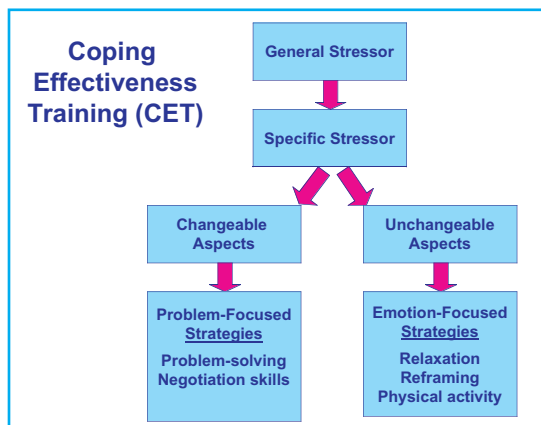 Coping
Effectiveness
Training (CET)
General Stressor
Specific Stressor
Changeable
Aspects
Unchangeable
Aspects
Problem-Focused
Strategies
Problem-solving
Negotiation skills
Emotion-Focused
Strategies
Relaxation
Reframing
Physical activity